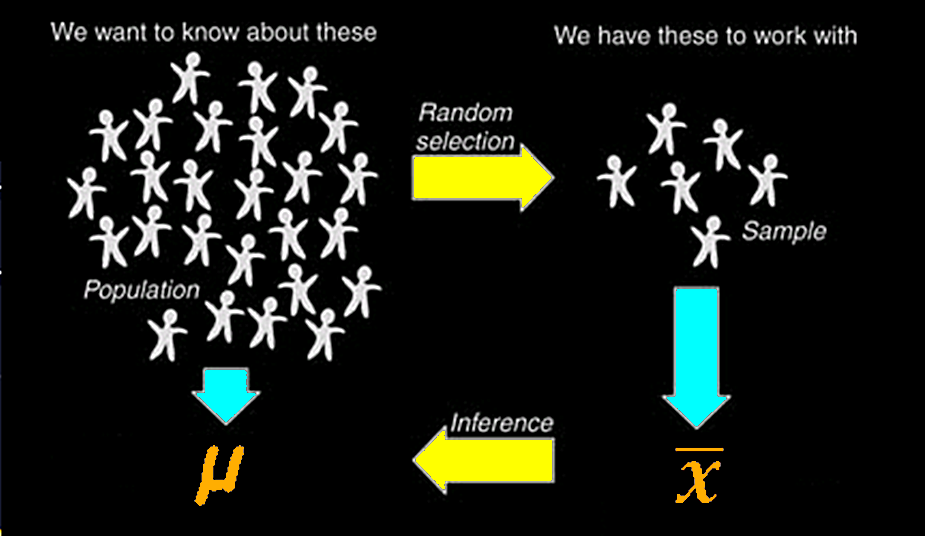 We want to know about these
We have these to work with
Random
selection
Sample
Population
Inference
μ
x̄